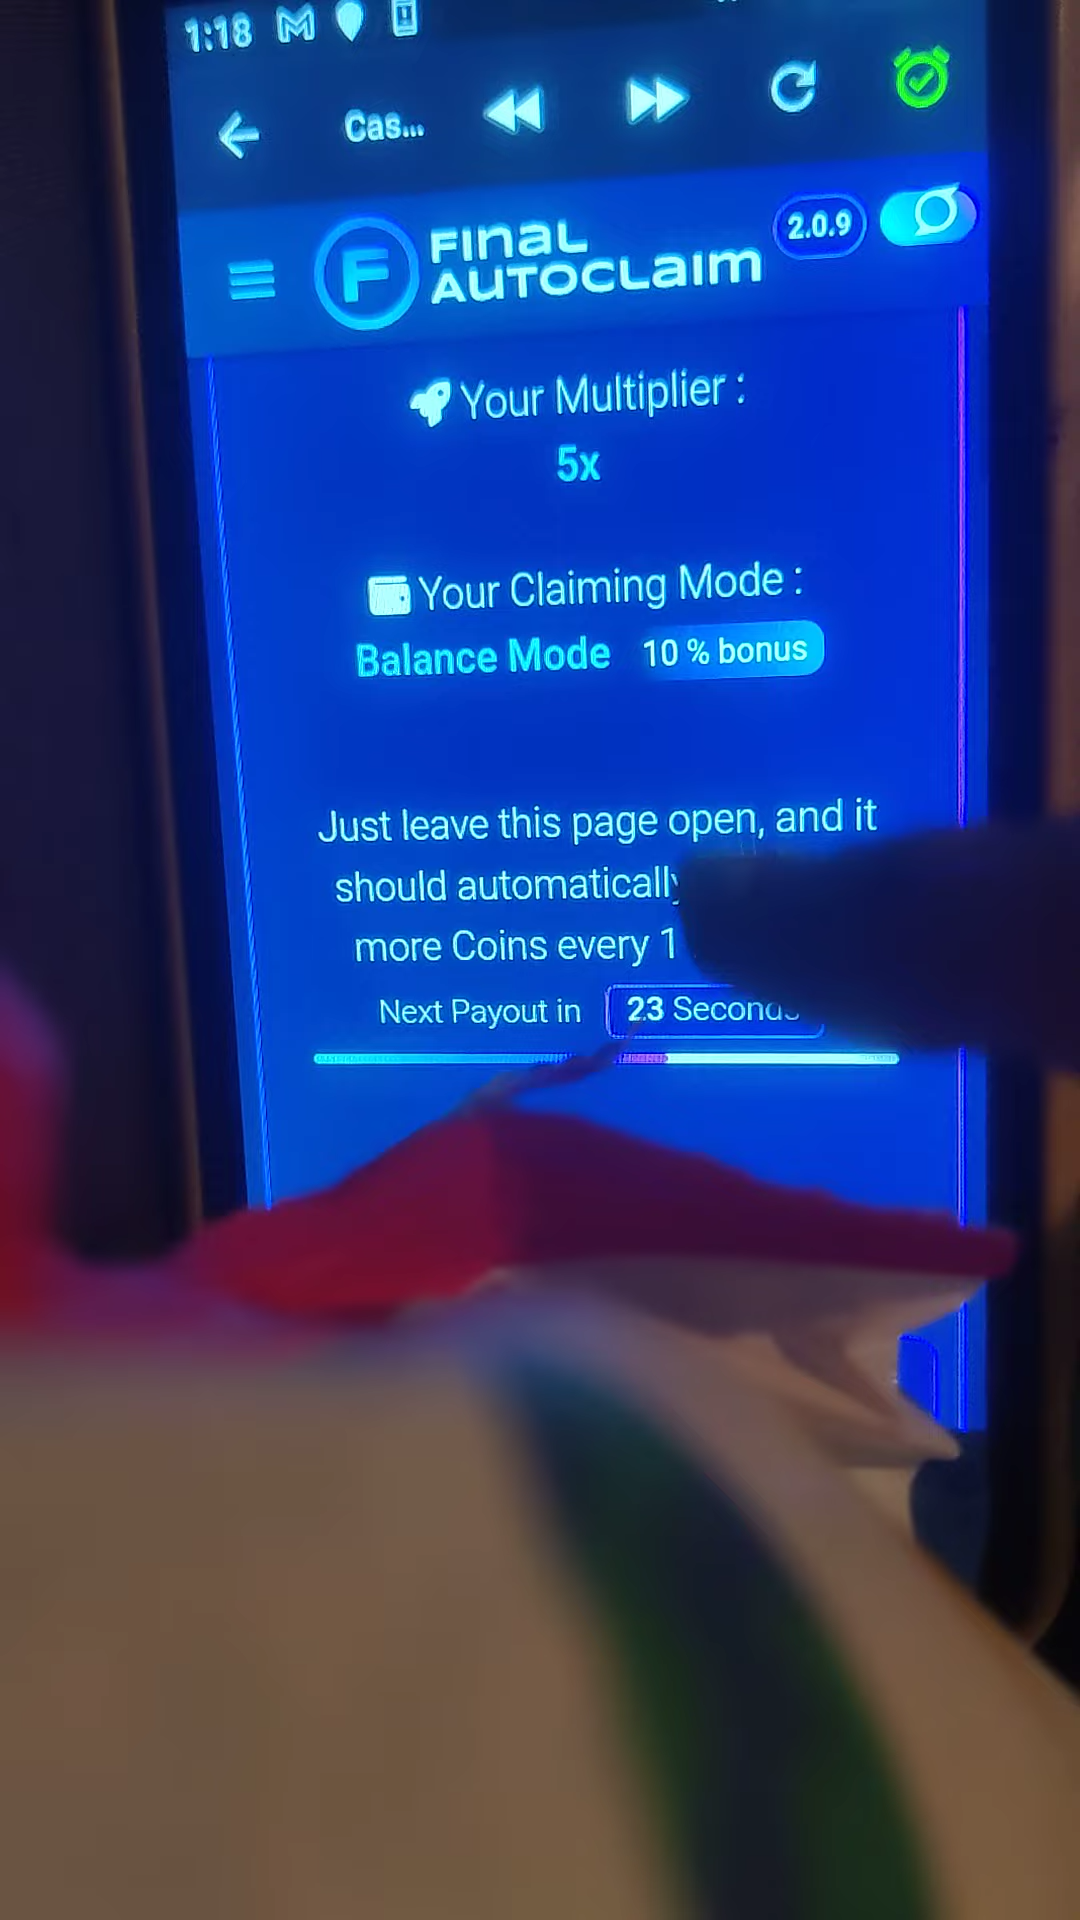 1:18
Cas...
Final
AUTOCLaim
2.0.9
Your Multiplier :
5x
Your Claiming Mode :
Balance Mode 10 % bonus
Just leave this page open, and it
should automatically
more Coins every 1
Next Payout in 23 Seconds